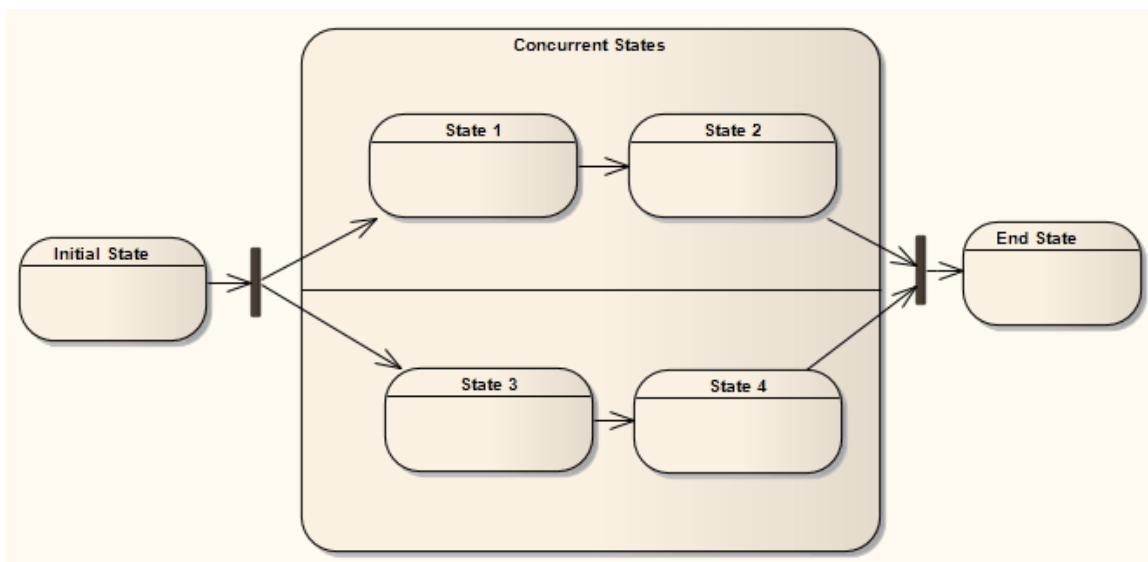 Concurrent States
State 1
State 2
Initial State
End State
State 3
State 4